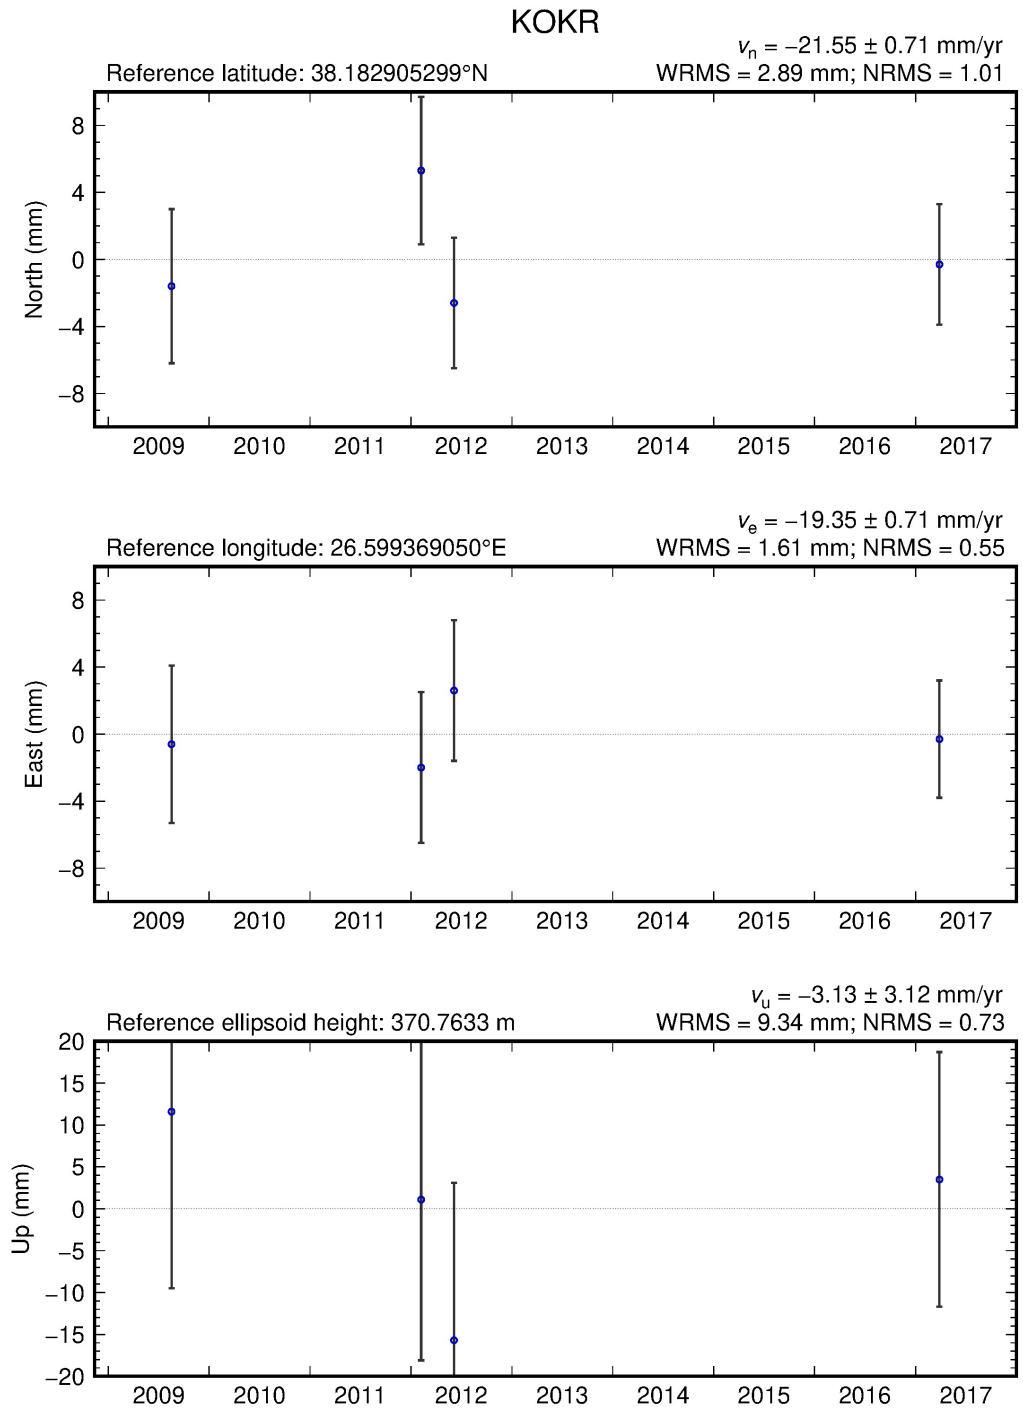 KOKR
vn = −21.55 ± 0.71 mm/yr
Reference latitude: 38.182905299°N WRMS = 2.89 mm; NRMS = 1.01
8
4
0
−4
−8
North (mm)
2009 2010 2011 2012 2013 2014 2015 2016 2017
ve = −19.35 ± 0.71 mm/yr
Reference longitude: 26.599369050°E WRMS = 1.61 mm; NRMS = 0.55
8
4
0
−4
−8
East (mm)
2009 2010 2011 2012 2013 2014 2015 2016 2017
vu = −3.13 ± 3.12 mm/yr
Reference ellipsoid height: 370.7633 m WRMS = 9.34 mm; NRMS = 0.73
20
15
10
5
0
−5
−10
−15
−20
Up (mm)
2009 2010 2011 2012 2013 2014 2015 2016 2017